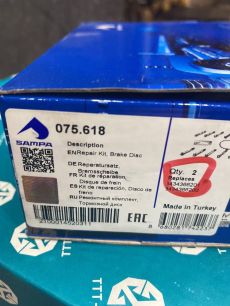 075.618
SAMPA
Description
EN Repair Kit, Brake Disc
DE Reparatursatz,
Bremsscheibe
FR Kit de réparation,
Disque de frein
ES Kit de reparación, Disco de
freno
RU Ремонтный комплект,
Тормозной диск
Qty. 2
Replaces
EAC
Made in Turkey
TTT